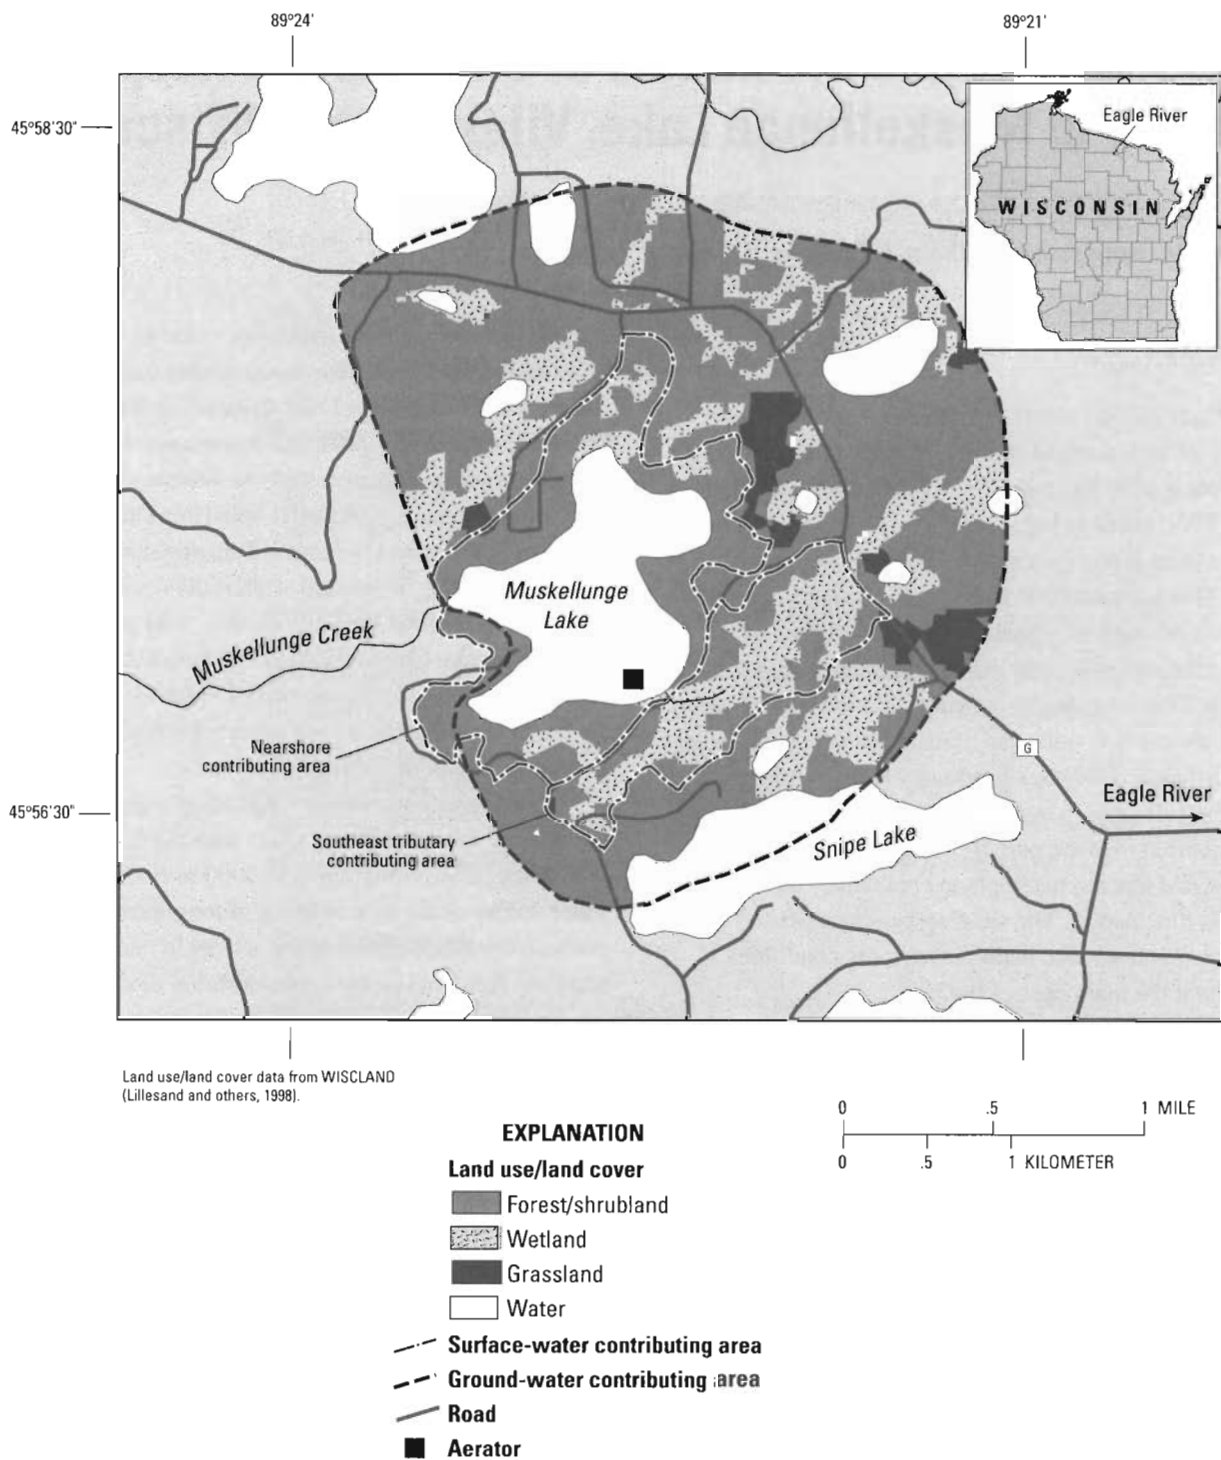 89°24'
89°21'
45°58'30"
Eagle River
WISCONSIN
Muskellunge
Lake
Muskellunge Creek
Nearshore
contributing area
G
45°56'30"
Eagle River
Southeast tributary
contributing area
Snipe Lake
Land use/land cover data from WISCLAND
(Lillesand and others, 1998).
0 .5 1 MILE
0 .5 1 KILOMETER
EXPLANATION
Land use/land cover
Forest/shrubland
Wetland
Grassland
Water
Surface-water contributing area
Ground-water contributing area
Road
Aerator